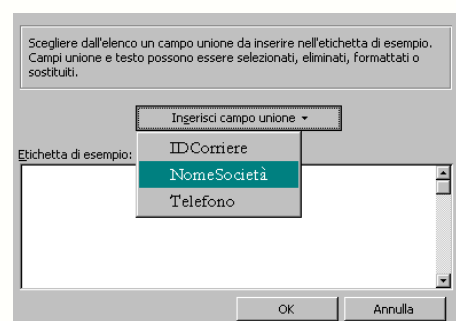 Scegliere dall'elenco un campo unione da inserire nell'etichetta di esempio.
Campi unione e testo possono essere selezionati, eliminati, formattati o
sostituiti.
Inserisci campo unione
IDCorriere
Etichetta di esempio:
NomeSocietà
Telefono
OK Annulla